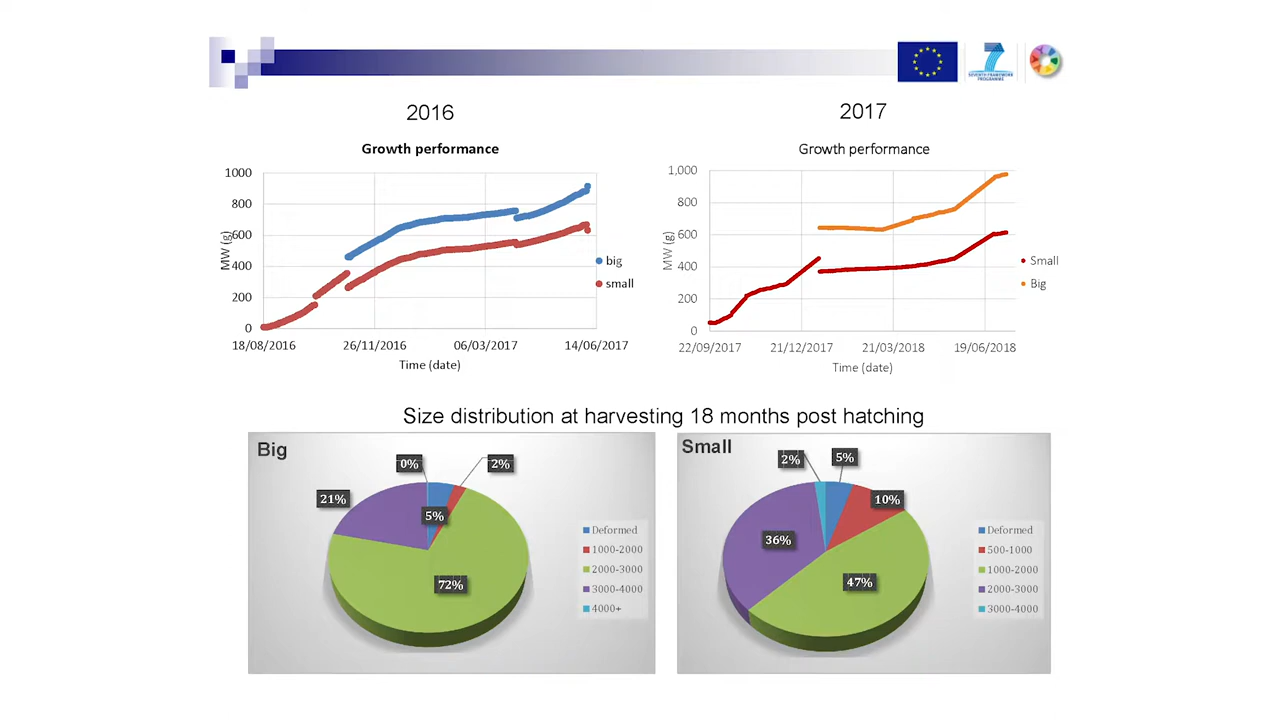 7
SEVENTH FRAMEWORK
PROGRAMME
2016
2017
Growth performance
MW (g)
1000
800
600
400
200
0
18/08/2016
26/11/2016
06/03/2017
14/06/2017
Time (date)
big
small
Growth performance
MW (g)
1,000
800
600
400
200
0
22/09/2017
21/12/2017
21/03/2018
19/06/2018
Time (date)
Small
Big
Size distribution at harvesting 18 months post hatching
Big
0%
2%
21%
5%
72%
Deformed
1000-2000
2000-3000
3000-4000
4000+
Small
2%
5%
10%
36%
47%
Deformed
500-1000
1000-2000
2000-3000
3000-4000